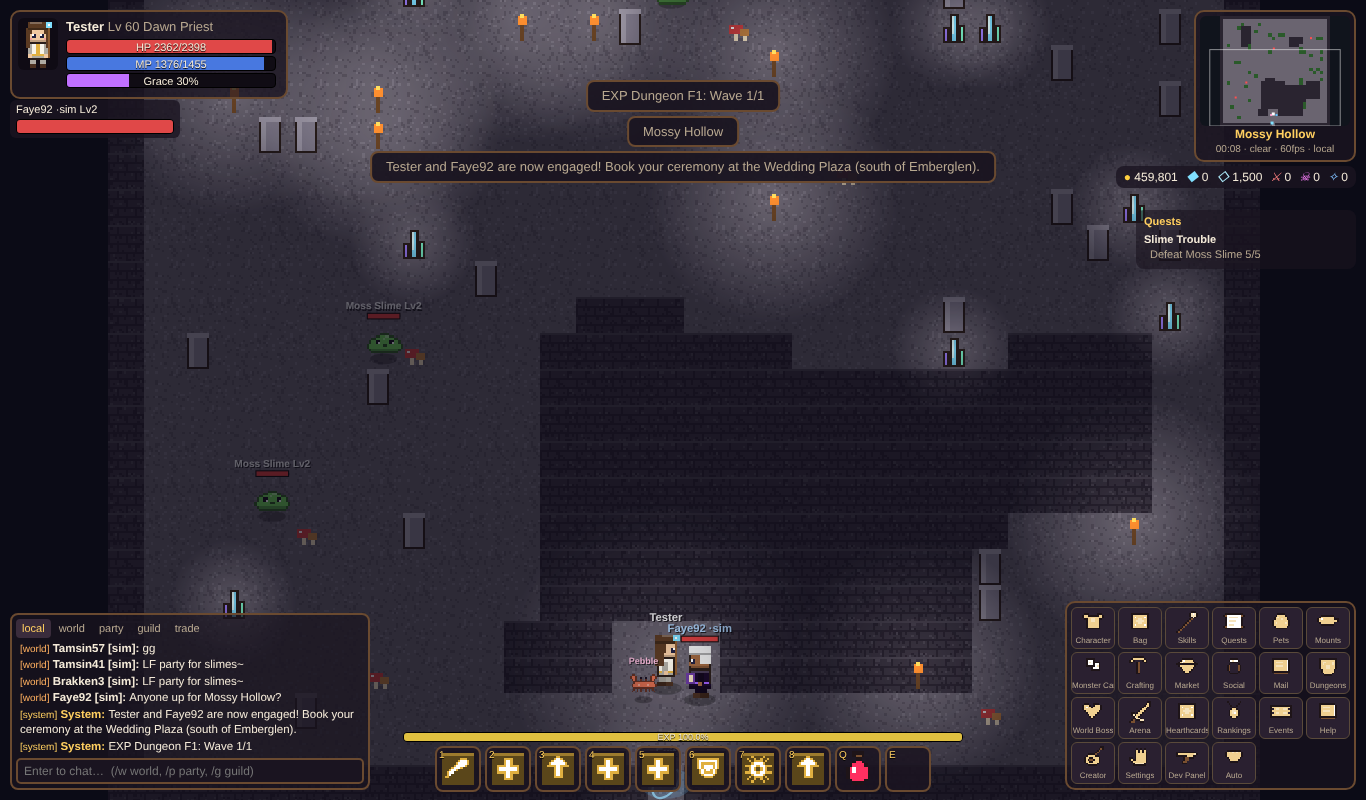 Tester Lv 60 Dawn Priest
HP 2362/2398
MP 1376/1455
Grace 30%
Faye92 ·sim Lv2
EXP Dungeon F1: Wave 1/1
Mossy Hollow
Tester and Faye92 are now engaged! Book your ceremony at the Wedding Plaza (south of Emberglen).
Mossy Hollow
00:08 · clear · 60fps · local
459,801 0 1,500 0 0 0
Quests
Slime Trouble
Defeat Moss Slime 5/5
Moss Slime Lv2
Moss Slime Lv2
Tester
Faye92 ·sim
Pebble
local world party guild trade
[world] Tamsin57 [sim]: gg
[world] Tamsin41 [sim]: LF party for slimes~
[world] Brakken3 [sim]: LF party for slimes~
[world] Faye92 [sim]: Anyone up for Mossy Hollow?
[system] System: Tester and Faye92 are now engaged! Book your
ceremony at the Wedding Plaza (south of Emberglen).
[system] System: EXP Dungeon F1: Wave 1/1
Enter to chat… (/w world, /p party, /g guild)
EXP 100.0%
1 2 3 4 5 6 7 8 Q E
Character Bag Skills Quests Pets Mounts
Monster Ca Crafting Market Social Mail Dungeons
World Boss Arena Hearthcards Rankings Events Help
Creator Settings Dev Panel Auto